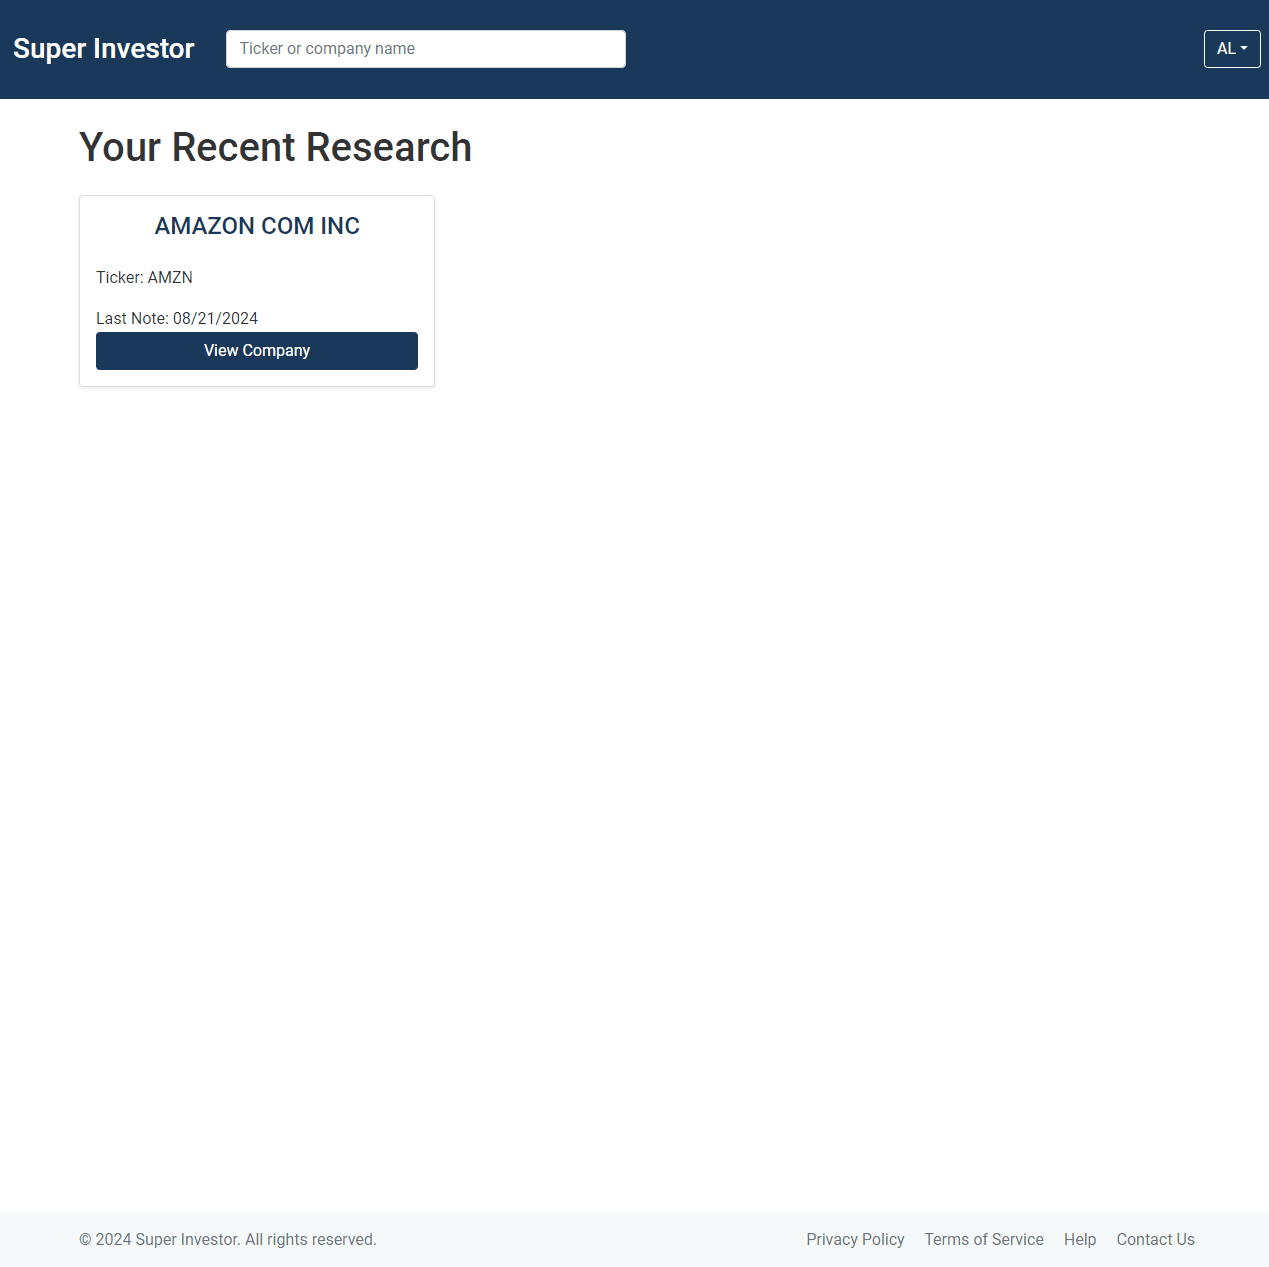 Super Investor
Ticker or company name
AL
Your Recent Research
AMAZON COM INC
Ticker: AMZN
Last Note: 08/21/2024
View Company
© 2024 Super Investor. All rights reserved.
Privacy Policy Terms of Service Help Contact Us